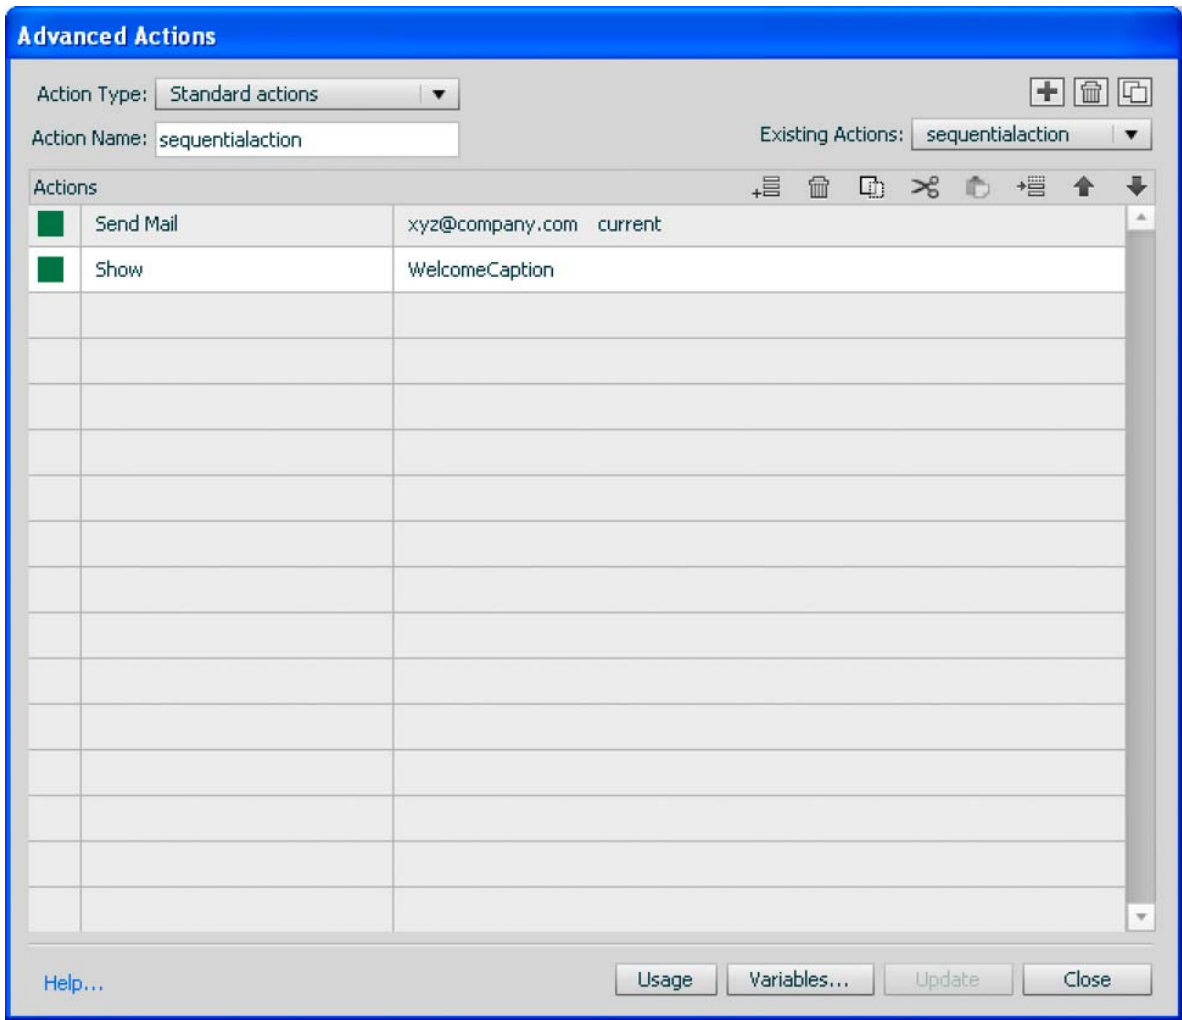 Advanced Actions
Action Type: Standard actions
Action Name: sequentialaction
Existing Actions: sequentialaction
Actions
Send Mail xyz@company.com current
Show WelcomeCaption
Help... Usage Variables... Update Close